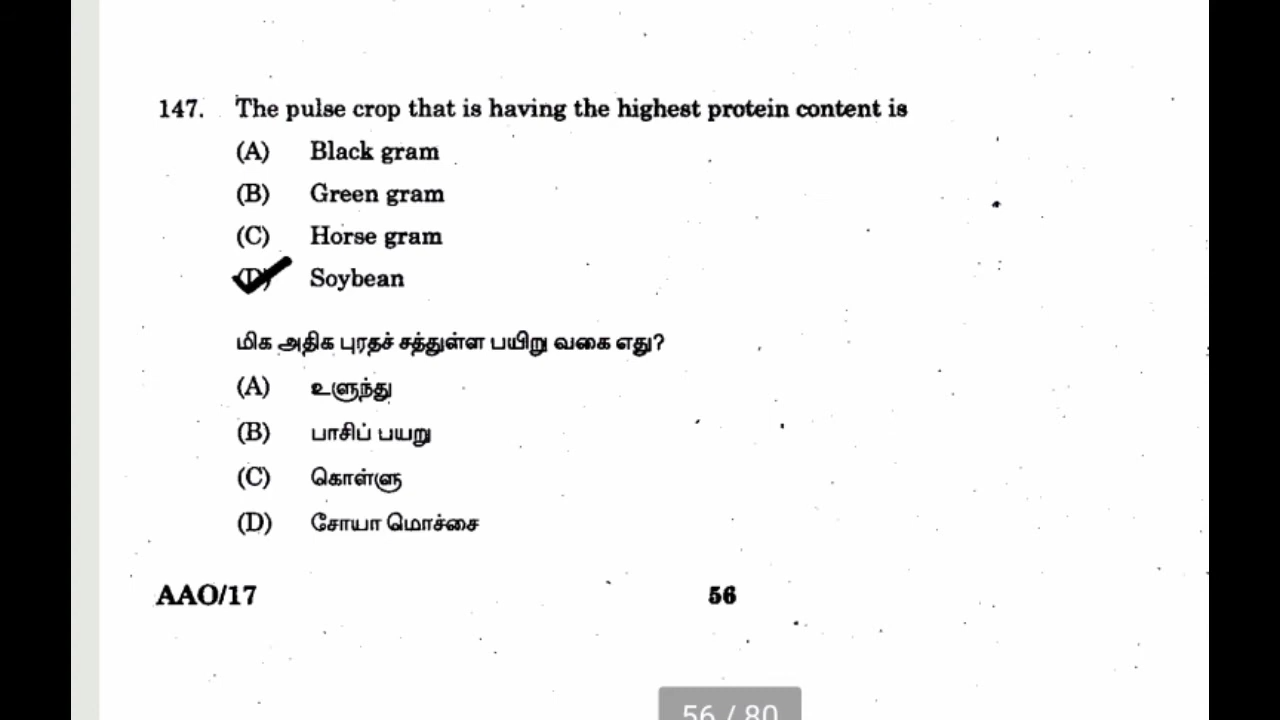 147. The pulse crop that is having the highest protein content is
(A) Black gram
(B) Green gram
(C) Horse gram
(D) Soybean
மிக அதிக புரதச் சத்துள்ள பயிறு வகை எது?
(A) உளுந்து
(B) பாசிப் பயறு
(C) கொள்ளு
(D) சோயா மொச்சை
AAO/17 56
56 / 80